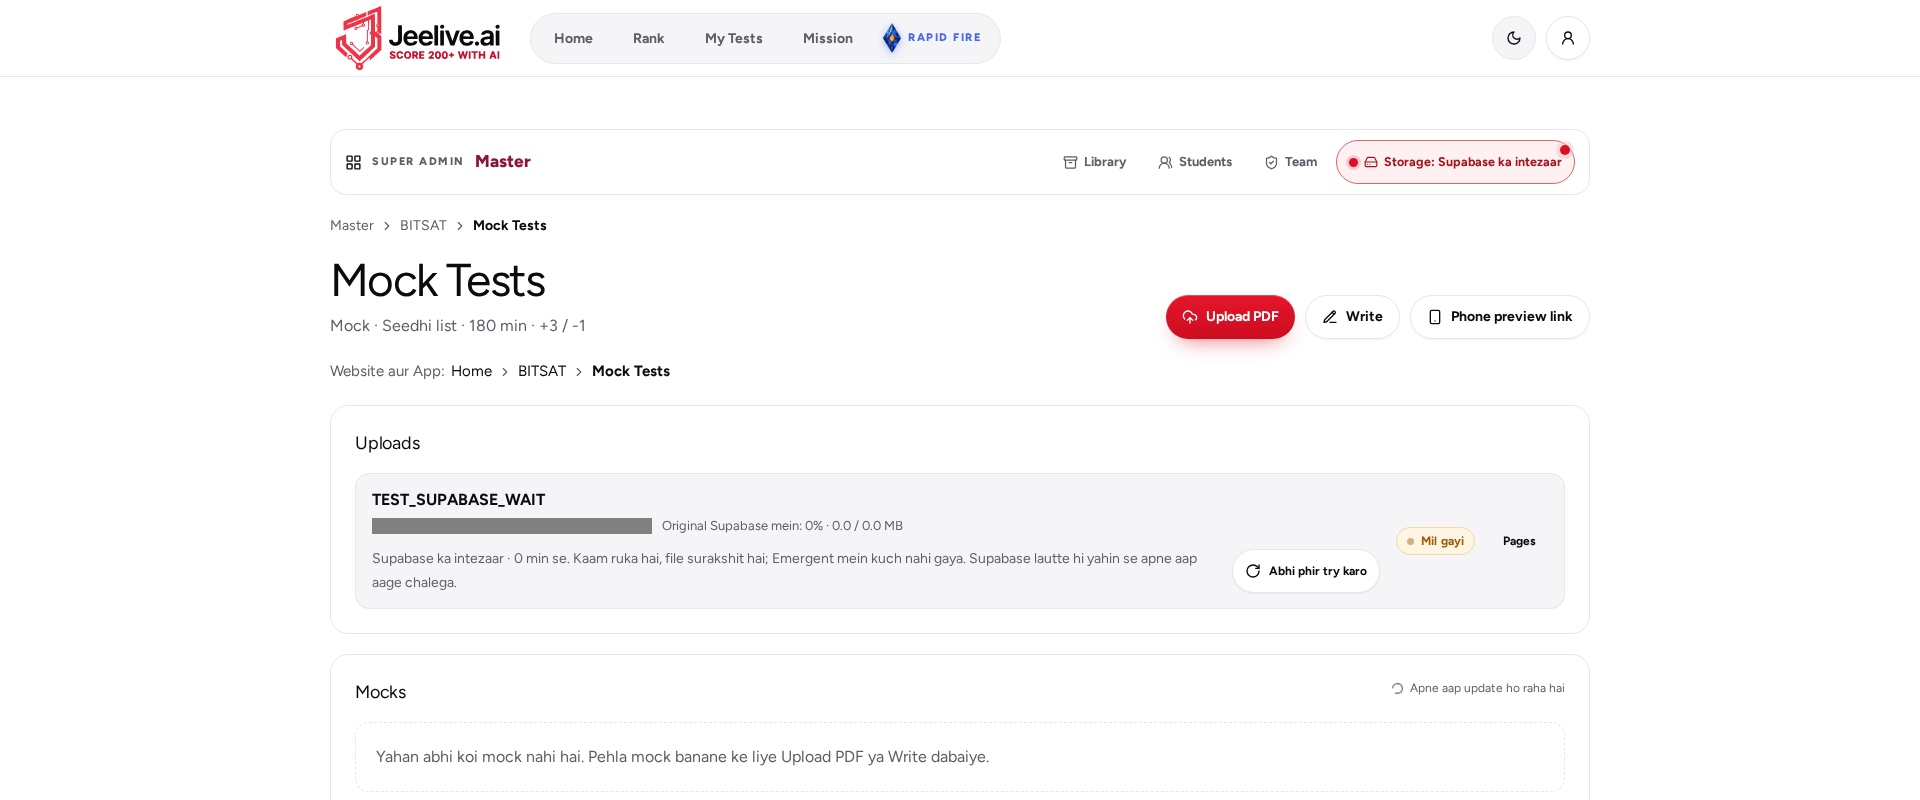 Jeelive.ai
SCORE 200+ WITH AI
Home
Rank
My Tests
Mission
RAPID FIRE
SUPER ADMIN
Master
Library
Students
Team
Storage: Supabase ka intezaar
Master > BITSAT > Mock Tests
Mock Tests
Mock · Seedhi list · 180 min · +3 / -1
Upload PDF
Write
Phone preview link
Website aur App: Home > BITSAT > Mock Tests
Uploads
TEST_SUPABASE_WAIT
Original Supabase mein: 0% · 0.0 / 0.0 MB
Supabase ka intezaar · 0 min se. Kaam ruka hai, file surakshit hai; Emergent mein kuch nahi gaya. Supabase lautte hi yahin se apne aap
aage chalega.
Abhi phir try karo
Mil gayi
Pages
Mocks
Apne aap update ho raha hai
Yahan abhi koi mock nahi hai. Pehla mock banane ke liye Upload PDF ya Write dabaiye.